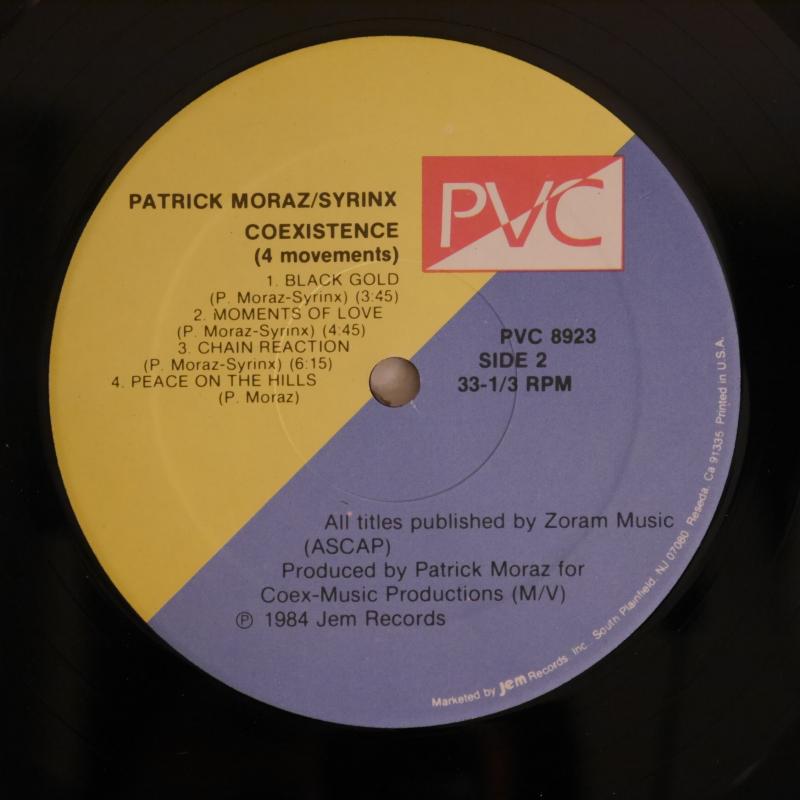 PATRICK MORAZ/SYRINX
COEXISTENCE
(4 movements)
1. BLACK GOLD
(P. Moraz-Syrinx) (3:45)
2. MOMENTS OF LOVE
(P. Moraz-Syrinx) (4:45)
3. CHAIN REACTION
(P. Moraz-Syrinx) (6:15)
4. PEACE ON THE HILLS
(P. Moraz)
PVC
PVC 8923
SIDE 2
33-1/3 RPM
All titles published by Zoram Music
(ASCAP)
Produced by Patrick Moraz for
Coex-Music Productions (M/V)
℗ 1984 Jem Records
Marketed by Jem Records, Inc. South Plainfield, NJ 07080 Reseda, Ca 91335 Printed in U.S.A.